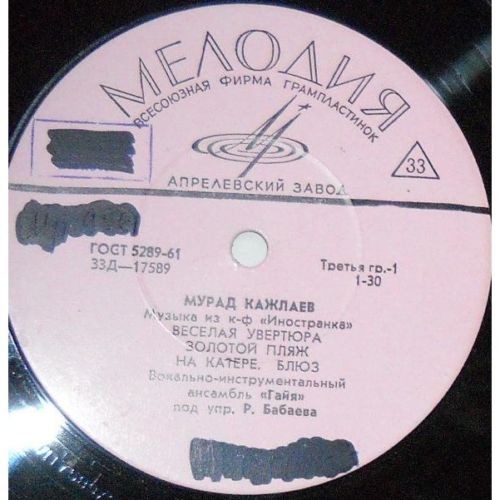 МЕЛОДИЯ
ВСЕСОЮЗНАЯ ФИРМА ГРАМПЛАСТИНОК
33
АПРЕЛЕВСКИЙ ЗАВОД
ГОСТ 5289-61
33Д—17589
Третья гр.-1
1-30
МУРАД КАЖЛАЕВ
Музыка из к-ф «Иностранка»
ВЕСЕЛАЯ УВЕРТЮРА
ЗОЛОТОЙ ПЛЯЖ
НА КАТЕРЕ. БЛЮЗ
Вокально-инструментальный
ансамбль «Гайя»
под упр. Р. Бабаева